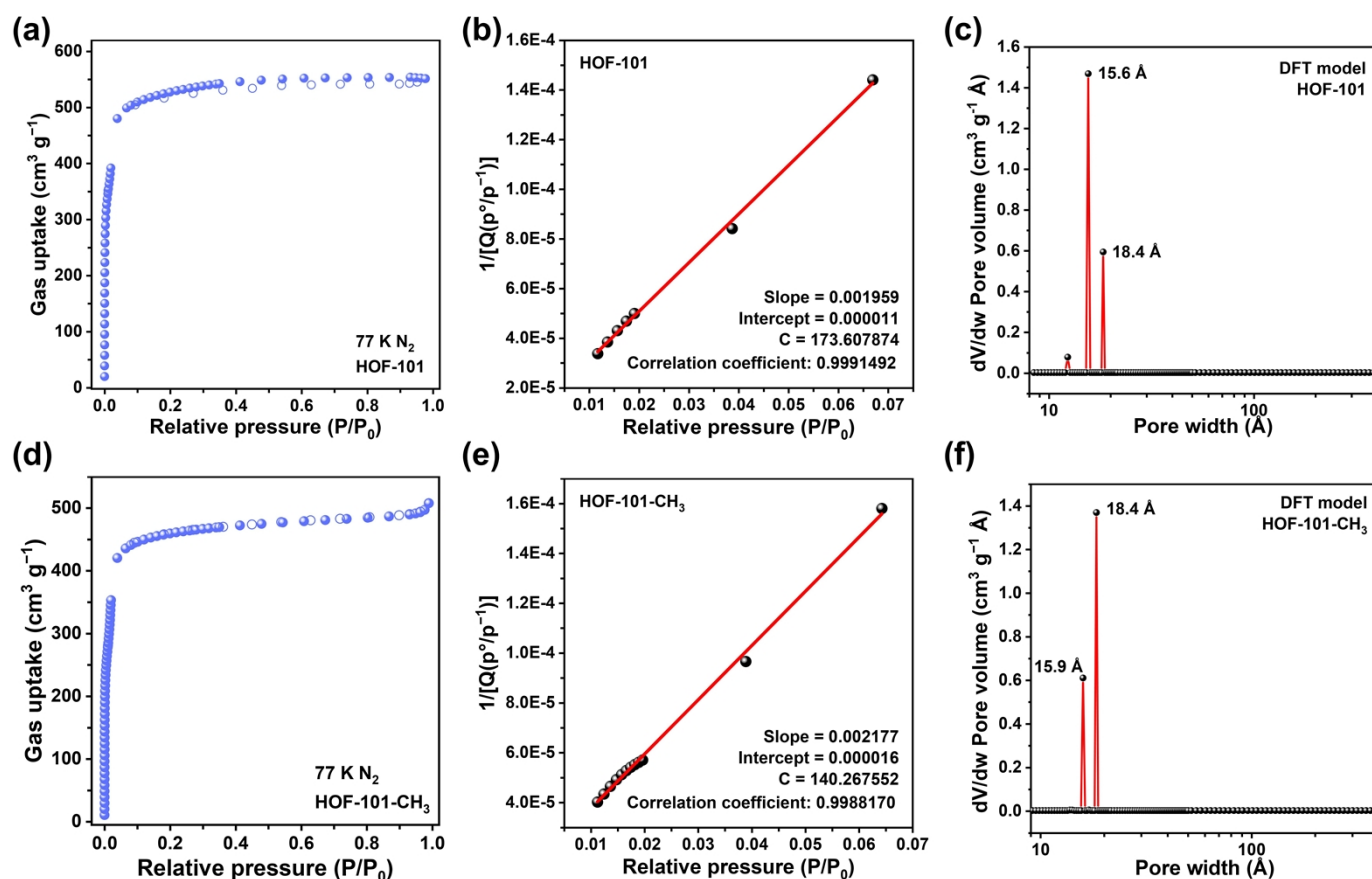 (a)
600
500
400
300
200
100
0
0.0 0.2 0.4 0.6 0.8 1.0
Gas uptake (cm³ g⁻¹)
Relative pressure (P/P₀)
77 K N₂
HOF-101
(b)
1.6E-4
1.4E-4
1.2E-4
1.0E-4
8.0E-5
6.0E-5
4.0E-5
2.0E-5
0.01 0.02 0.03 0.04 0.05 0.06 0.07
1/[Q(p°/p⁻¹)]
Relative pressure (P/P₀)
HOF-101
Slope = 0.001959
Intercept = 0.000011
C = 173.607874
Correlation coefficient: 0.9991492
(c)
1.6
1.4
1.2
1.0
0.8
0.6
0.4
0.2
0.0
10 100
dV/dw Pore volume (cm³ g⁻¹ Å)
Pore width (Å)
DFT model
HOF-101
15.6 Å
18.4 Å
(d)
500
400
300
200
100
0
0.0 0.2 0.4 0.6 0.8 1.0
Gas uptake (cm³ g⁻¹)
Relative pressure (P/P₀)
77 K N₂
HOF-101-CH₃
(e)
1.6E-4
1.4E-4
1.2E-4
1.0E-4
8.0E-5
6.0E-5
4.0E-5
0.01 0.02 0.03 0.04 0.05 0.06 0.07
1/[Q(p°/p⁻¹)]
Relative pressure (P/P₀)
HOF-101-CH₃
Slope = 0.002177
Intercept = 0.000016
C = 140.267552
Correlation coefficient: 0.9988170
(f)
1.4
1.2
1.0
0.8
0.6
0.4
0.2
0.0
10 100
dV/dw Pore volume (cm³ g⁻¹ Å)
Pore width (Å)
DFT model
HOF-101-CH₃
18.4 Å
15.9 Å